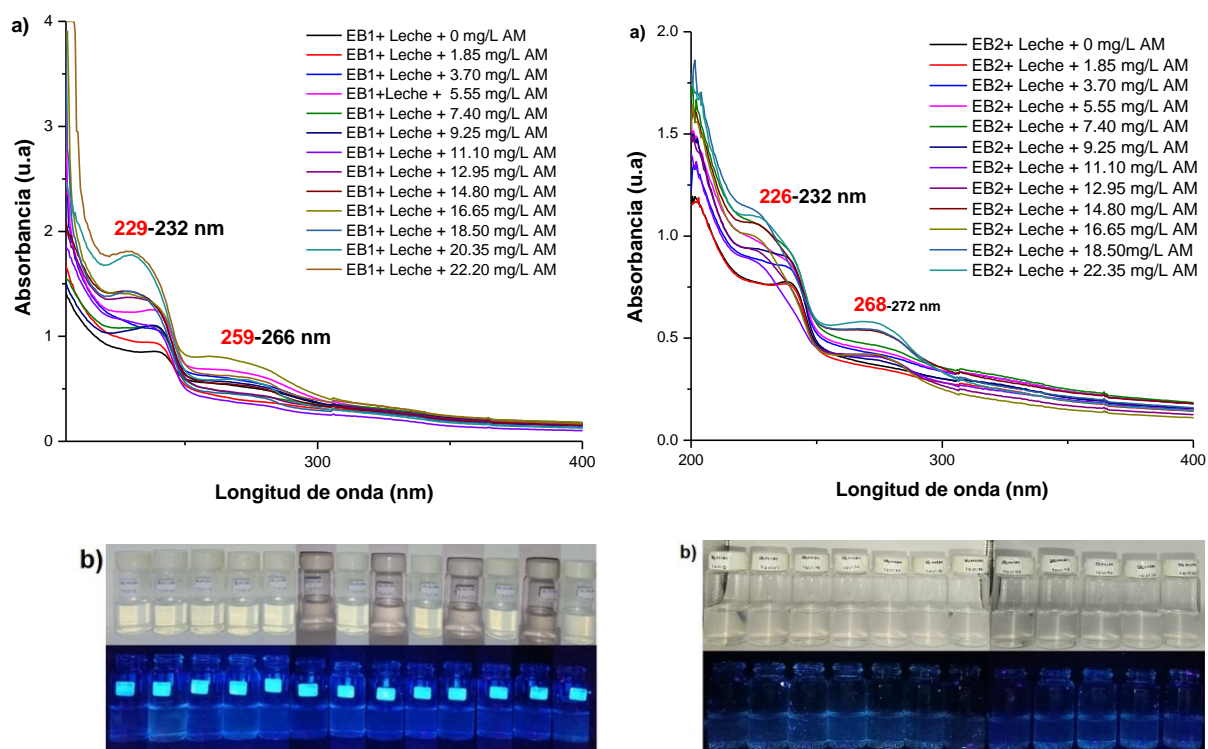 a)
4
3
2
1
0
300
400
Absorbancia (u.a)
Longitud de onda (nm)
229-232 nm
259-266 nm
EB1+ Leche + 0 mg/L AM
EB1+ Leche + 1.85 mg/L AM
EB1+ Leche + 3.70 mg/L AM
EB1+Leche + 5.55 mg/L AM
EB1+ Leche + 7.40 mg/L AM
EB1+ Leche + 9.25 mg/L AM
EB1+ Leche + 11.10 mg/L AM
EB1+ Leche + 12.95 mg/L AM
EB1+ Leche + 14.80 mg/L AM
EB1+ Leche + 16.65 mg/L AM
EB1+ Leche + 18.50 mg/L AM
EB1+ Leche + 20.35 mg/L AM
EB1+ Leche + 22.20 mg/L AM
a)
2.0
1.5
1.0
0.5
0.0
200
250
300
350
400
Absorbancia (u.a)
Longitud de onda (nm)
226-232 nm
268-272 nm
EB2+ Leche + 0 mg/L AM
EB2+ Leche + 1.85 mg/L AM
EB2+ Leche + 3.70 mg/L AM
EB2+ Leche + 5.55 mg/L AM
EB2+ Leche + 7.40 mg/L AM
EB2+ Leche + 9.25 mg/L AM
EB2+ Leche + 11.10 mg/L AM
EB2+ Leche + 12.95 mg/L AM
EB2+ Leche + 14.80 mg/L AM
EB2+ Leche + 16.65 mg/L AM
EB2+ Leche + 18.50mg/L AM
EB2+ Leche + 22.35 mg/L AM
b)
b)